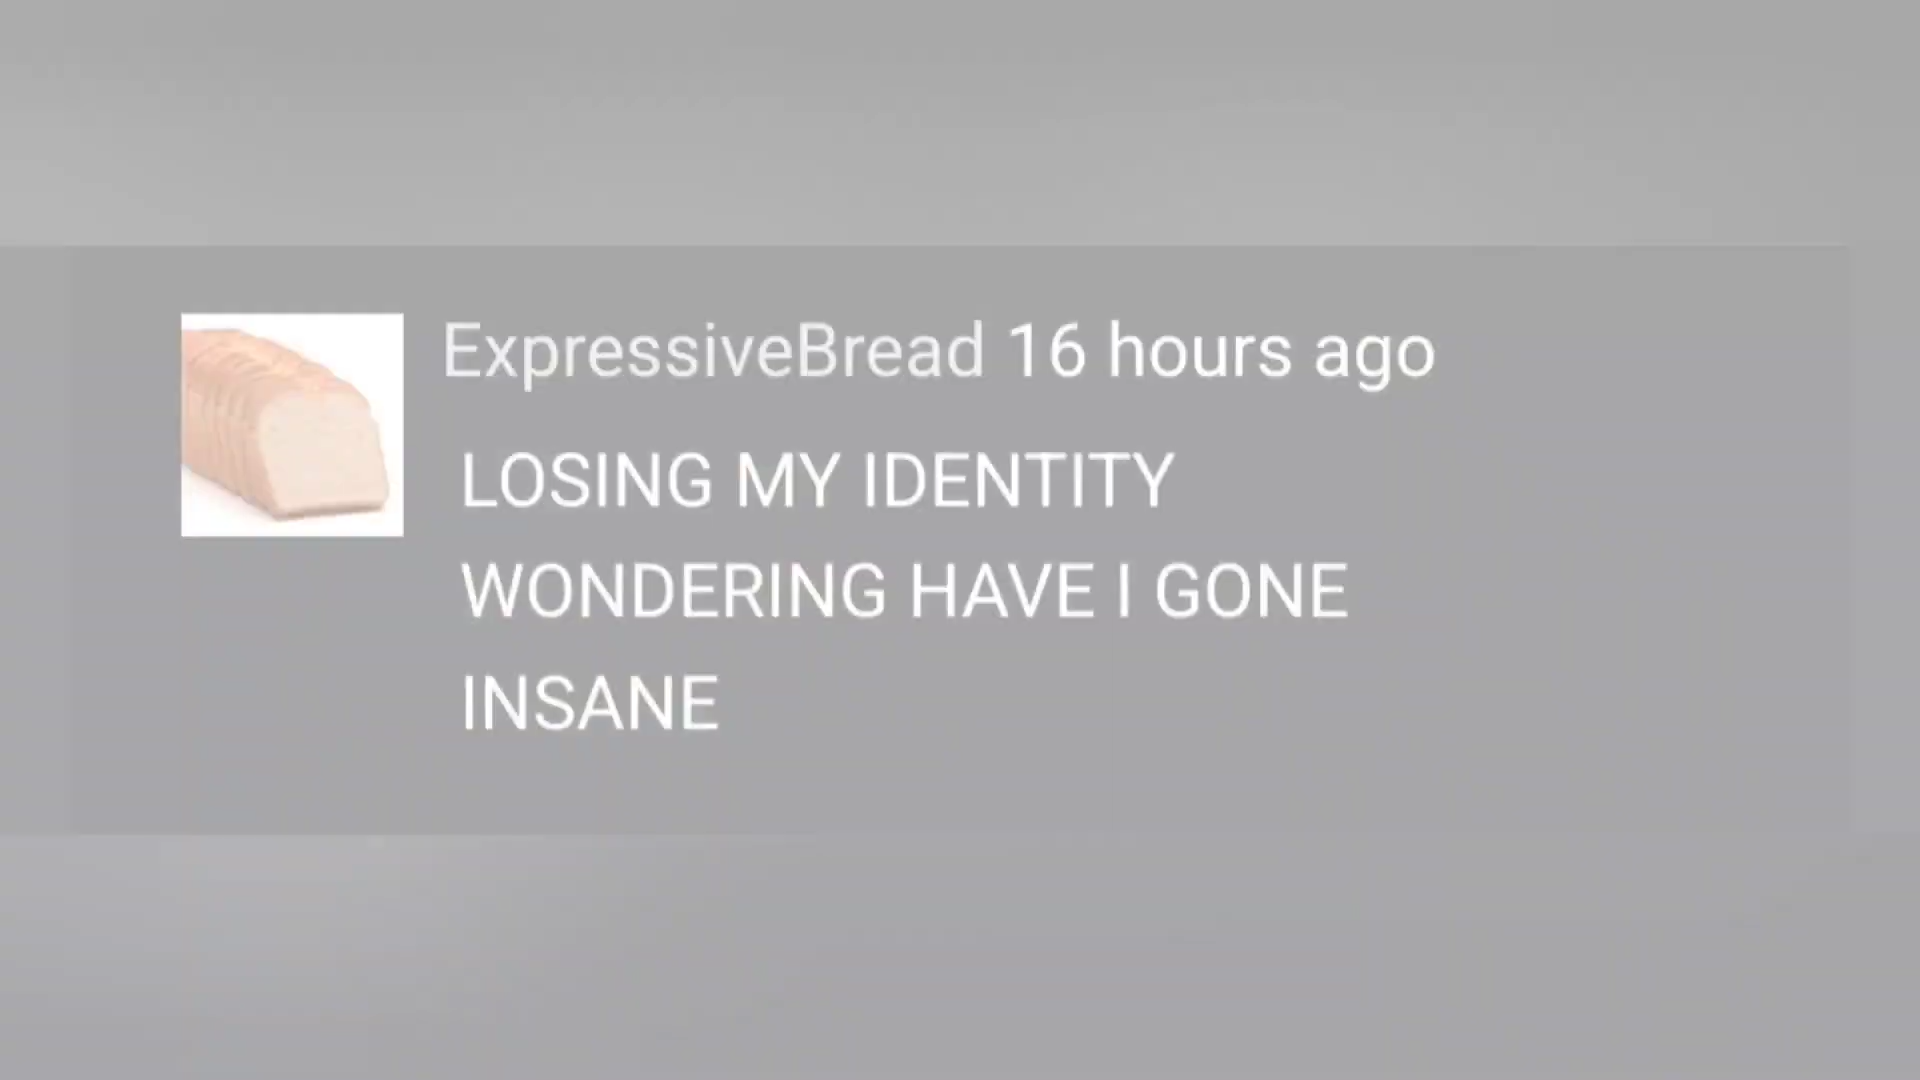 ExpressiveBread 16 hours ago
LOSING MY IDENTITY
WONDERING HAVE I GONE
INSANE